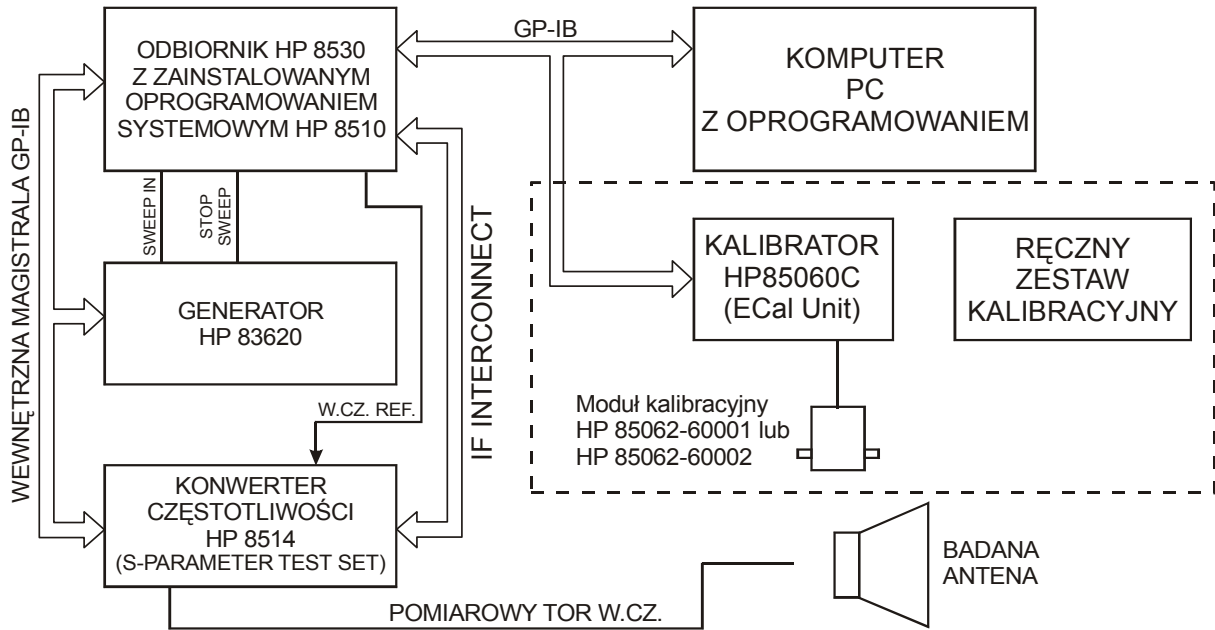 ODBIORNIK HP 8530
Z ZAINSTALOWANYM
OPROGRAMOWANIEM
SYSTEMOWYM HP 8510
GP-IB
KOMPUTER
PC
Z OPROGRAMOWANIEM
WEWNĘTRZNA MAGISTRALA GP-IB
SWEEP IN
STOP
SWEEP
IF INTERCONNECT
GENERATOR
HP 83620
KALIBRATOR
HP85060C
(ECal Unit)
RĘCZNY
ZESTAW
KALIBRACYJNY
W.CZ. REF.
Moduł kalibracyjny
HP 85062-60001 lub
HP 85062-60002
KONWERTER
CZĘSTOTLIWOŚCI
HP 8514
(S-PARAMETER TEST SET)
BADANA
ANTENA
POMIAROWY TOR W.CZ.